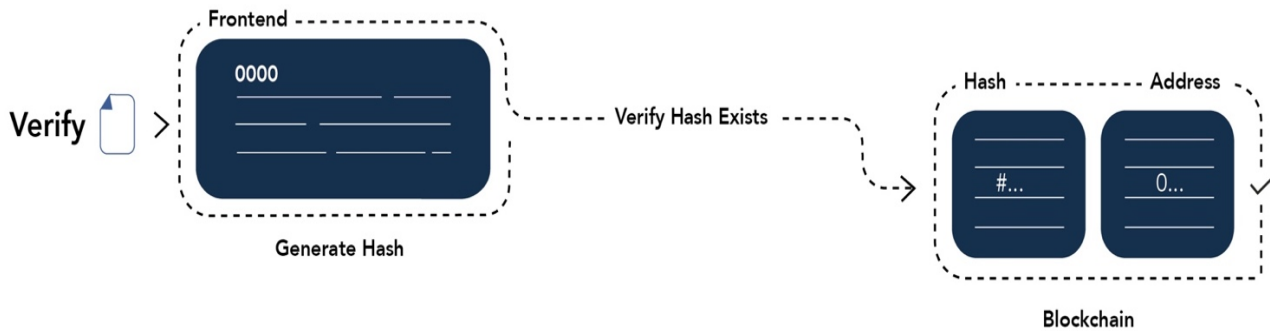 Frontend
0000
Verify
Generate Hash
Verify Hash Exists
Hash
Address
#...
0...
Blockchain